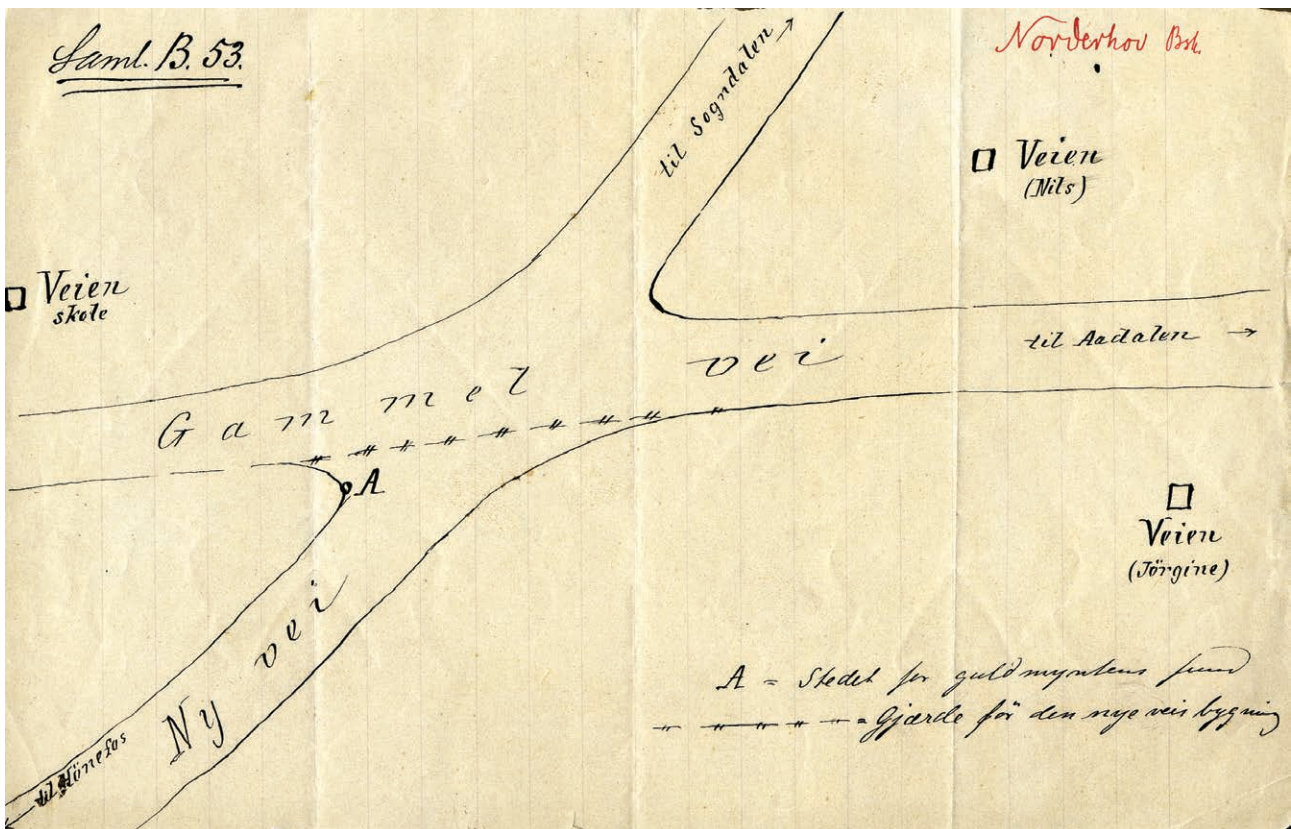 Saml. B. 53.
Norderhov Bsk.
til Sogndalen →
Veien
(Nils)
Veien
skole
til Aadalen →
Gammel vei
A
Veien
(Jörgine)
Ny vei
til Hönefos
A = Stedet for guldmyntens fund
= Gjærde för den nye veis bygning